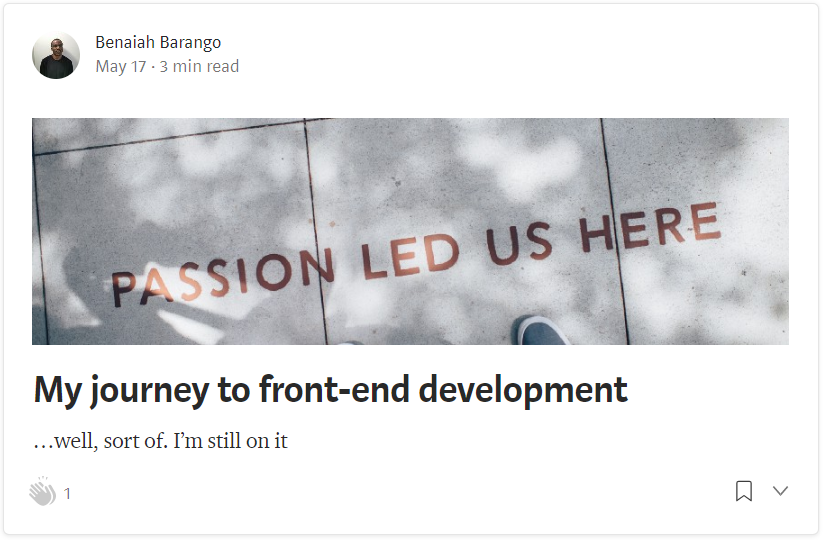 Benaiah Barango
May 17 · 3 min read
PASSION LED US HERE
My journey to front-end development
…well, sort of. I’m still on it
1